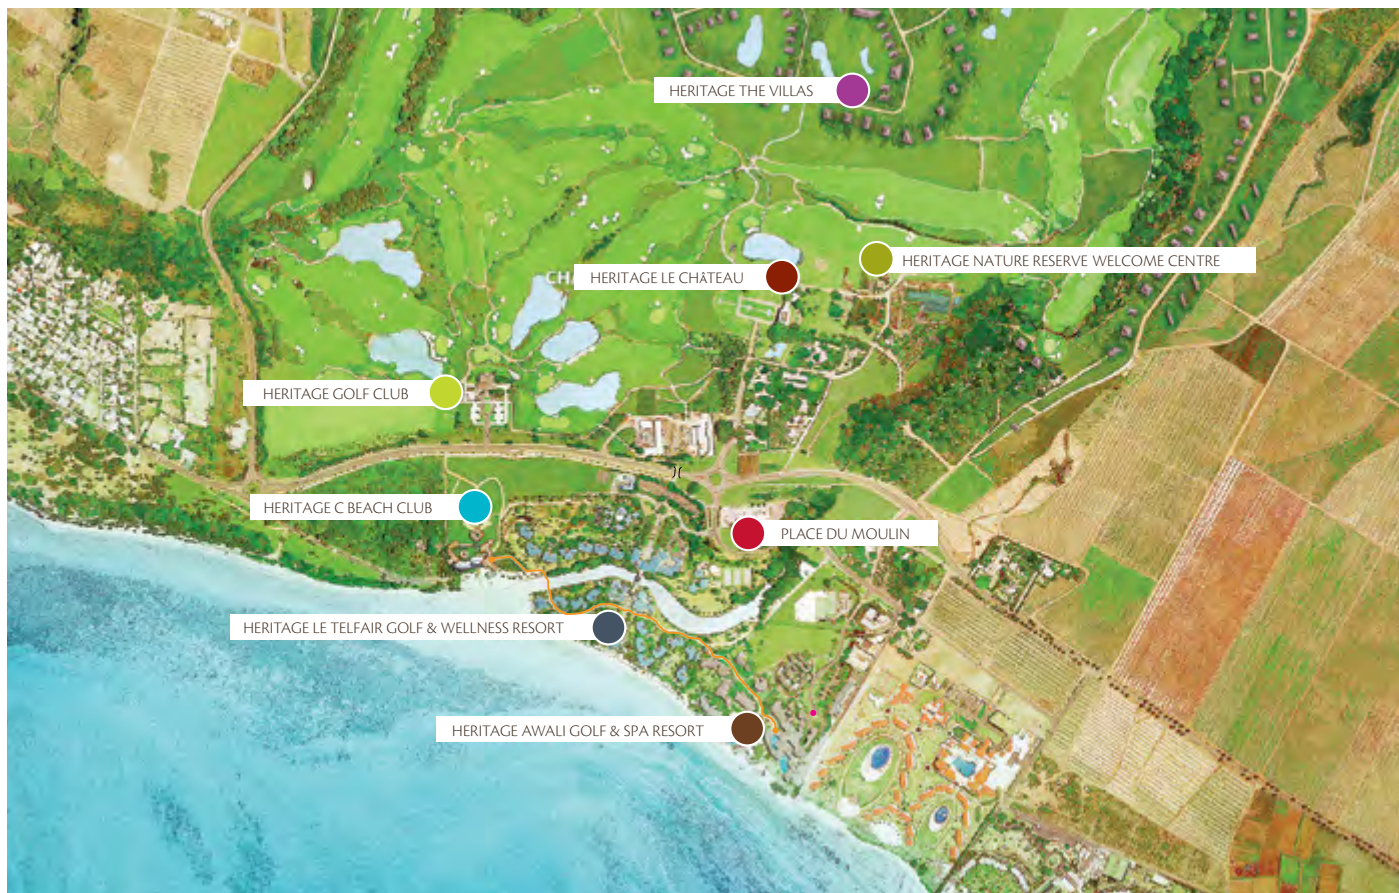 HERITAGE THE VILLAS
HERITAGE NATURE RESERVE WELCOME CENTRE
CH
HERITAGE LE CHÂTEAU
HERITAGE GOLF CLUB
HERITAGE C BEACH CLUB
PLACE DU MOULIN
HERITAGE LE TELFAIR GOLF & WELLNESS RESORT
HERITAGE AWALI GOLF & SPA RESORT